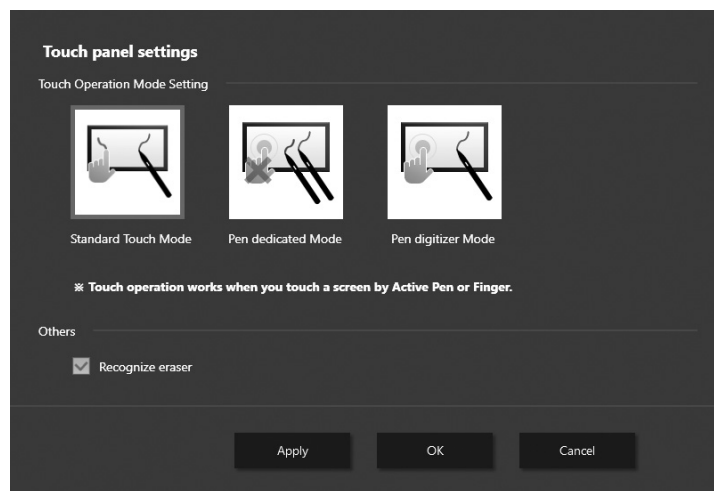 Touch panel settings
Touch Operation Mode Setting
Standard Touch Mode
Pen dedicated Mode
Pen digitizer Mode
※ Touch operation works when you touch a screen by Active Pen or Finger.
Others
Recognize eraser
Apply
OK
Cancel